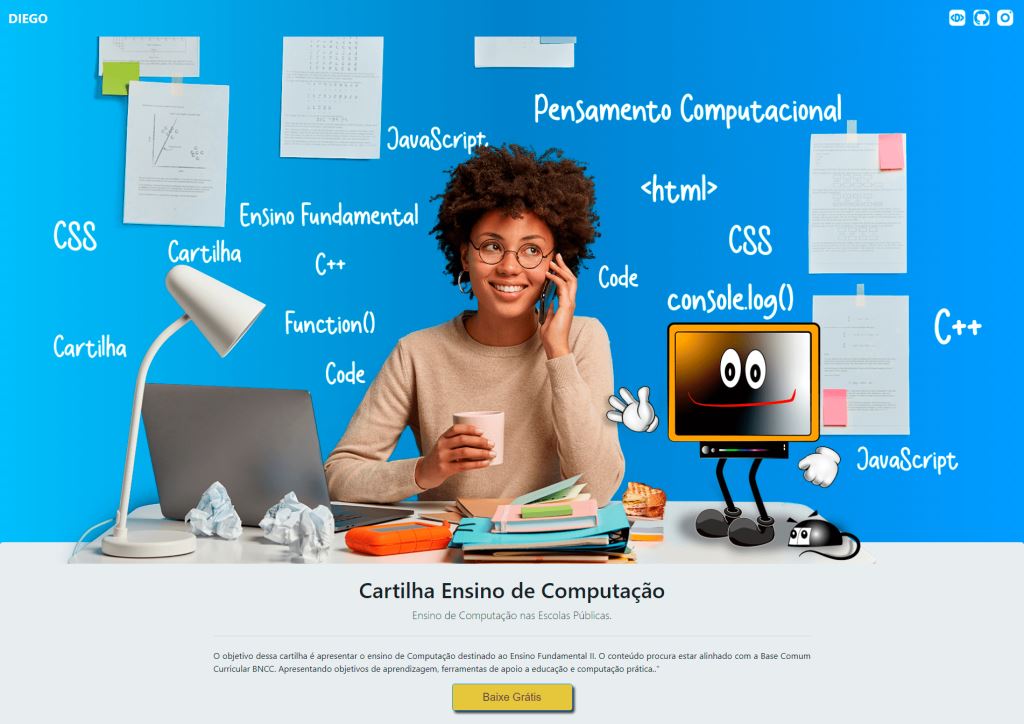 DIEGO
Pensamento Computacional
JavaScript
<html>
Ensino Fundamental
CSS
CSS
Cartilha
C++
Code
console.log()
Function()
C++
Cartilha
Code
JavaScript
Cartilha Ensino de Computação
Ensino de Computação nas Escolas Públicas.
O objetivo dessa cartilha é apresentar o ensino de Computação destinado ao Ensino Fundamental II. O conteúdo procura estar alinhado com a Base Comum
Curricular BNCC. Apresentando objetivos de aprendizagem, ferramentas de apoio a educação e computação prática.."
Baixe Grátis